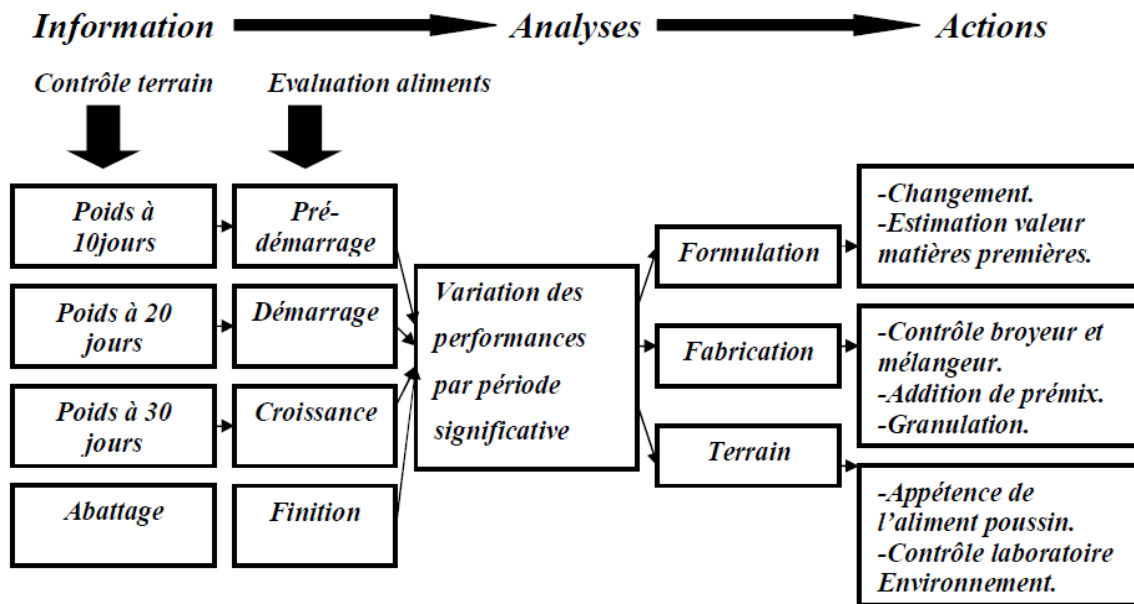 Information
Analyses
Actions
Contrôle terrain
Evaluation aliments
Poids à
10jours
Pré-
démarrage
Poids à 20
jours
Démarrage
Poids à 30
jours
Croissance
Abattage
Finition
Variation des
performances
par période
significative
Formulation
Fabrication
Terrain
-Changement.
-Estimation valeur
matières premières.
-Contrôle broyeur et
mélangeur.
-Addition de prémix.
-Granulation.
-Appétence de
l’aliment poussin.
-Contrôle laboratoire
Environnement.